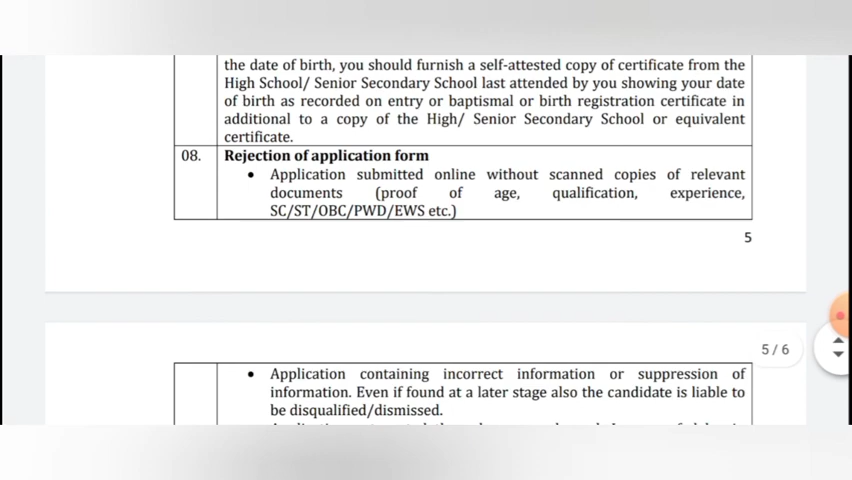 the date of birth, you should furnish a self-attested copy of certificate from the
High School/ Senior Secondary School last attended by you showing your date
of birth as recorded on entry or baptismal or birth registration certificate in
additional to a copy of the High/ Senior Secondary School or equivalent
certificate.
08. Rejection of application form
• Application submitted online without scanned copies of relevant
documents (proof of age, qualification, experience,
SC/ST/OBC/PWD/EWS etc.)
5
5 / 6
• Application containing incorrect information or suppression of
information. Even if found at a later stage also the candidate is liable to
be disqualified/dismissed.